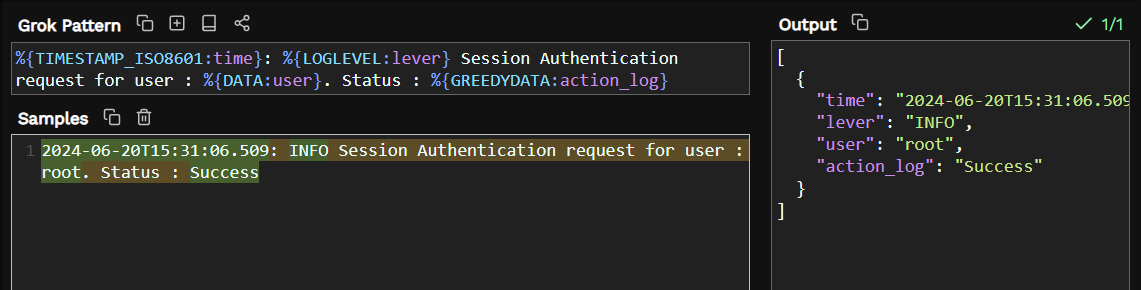 Grok Pattern
%{TIMESTAMP_ISO8601:time}: %{LOGLEVEL:lever} Session Authentication
request for user : %{DATA:user}. Status : %{GREEDYDATA:action_log}
Samples
1 2024-06-20T15:31:06.509: INFO Session Authentication request for user :
root. Status : Success
Output
1/1
[
{
"time": "2024-06-20T15:31:06.509
"lever": "INFO",
"user": "root",
"action_log": "Success"
}
]